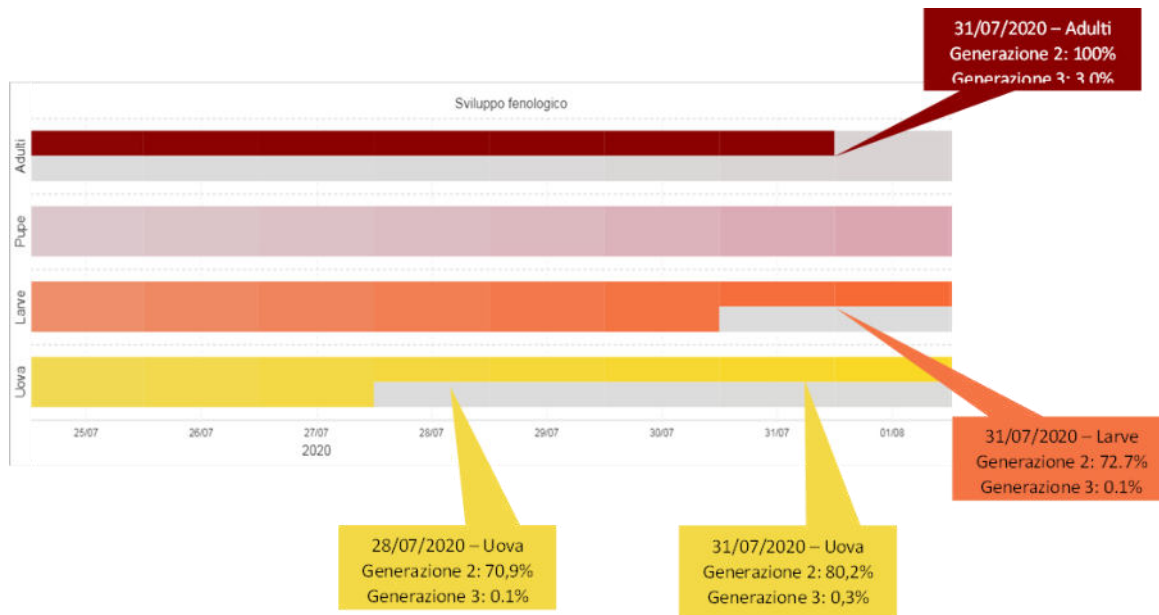 31/07/2020 – Adulti
Generazione 2: 100%
Generazione 3: 3.0%
Sviluppo fenologico
Adulti
Pupe
Larve
Uova
25/07
26/07
27/07
28/07
29/07
30/07
31/07
01/08
2020
31/07/2020 – Larve
Generazione 2: 72.7%
Generazione 3: 0.1%
28/07/2020 – Uova
Generazione 2: 70,9%
Generazione 3: 0.1%
31/07/2020 – Uova
Generazione 2: 80,2%
Generazione 3: 0,3%